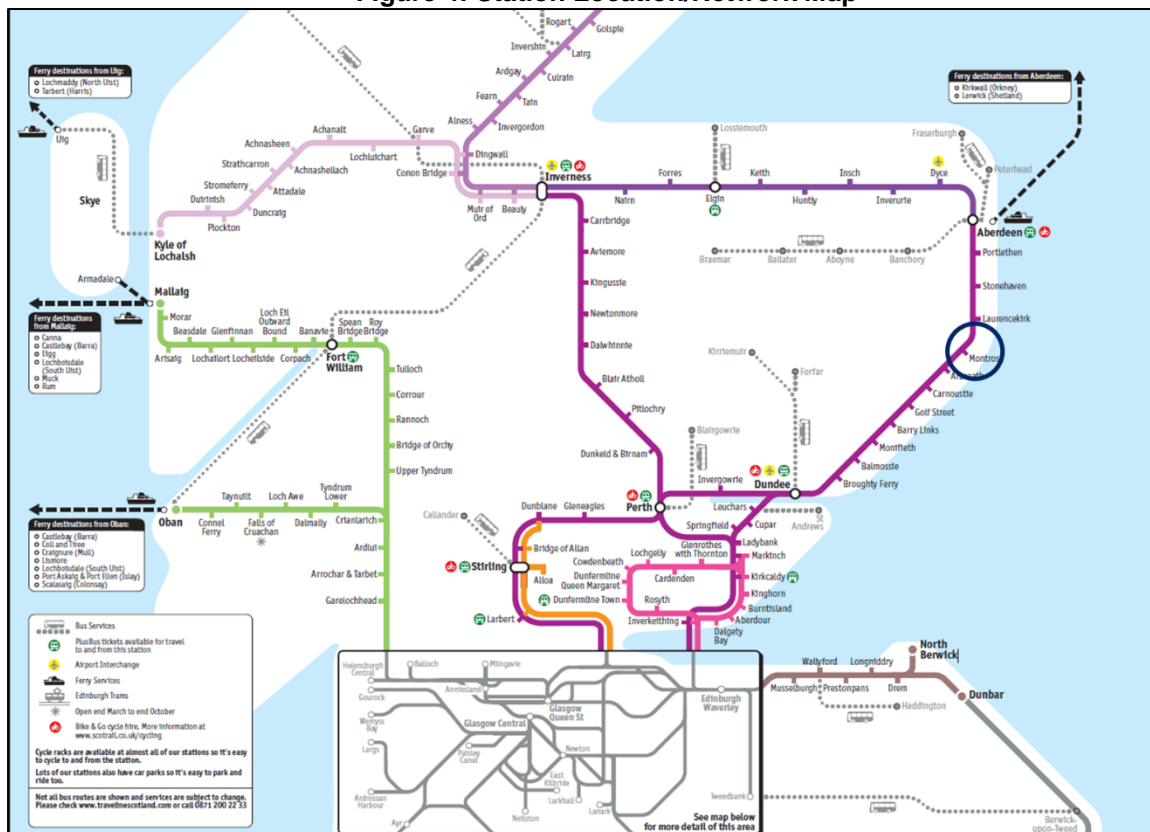 Rogart
Golspie
Invershin
Lairg
Ardgay
Culrain
Fearn
Tain
Alness
Invergordon
Ferry destinations from Uig:
Lochmaddy (North Uist)
Tarbert (Harris)
Uig
Skye
Armadale
Ferry destinations from Aberdeen:
Kirkwall (Orkney)
Lerwick (Shetland)
Achnasheen
Achanalt
Garve
Strathcarron
Lochluichart
Achnashellach
Stromeferry
Attadale
Duirinish
Duncraig
Plockton
Kyle of
Lochalsh
Dingwall
Conon Bridge
Muir of
Ord
Beauly
Inverness
Nairn
Forres
Lossiemouth
Elgin
Keith
Huntly
Insch
Inverurie
Dyce
Fraserburgh
Peterhead
Aberdeen
Braemar
Ballater
Aboyne
Banchory
Portlethen
Stonehaven
Laurencekirk
Carnoustie
Golf Street
Barry Links
Monifieth
Balmossie
Broughty Ferry
Carrbridge
Aviemore
Kingussie
Newtonmore
Dalwhinnie
Blair Atholl
Pitlochry
Dunkeld & Birnam
Kirriemuir
Forfar
Blairgowrie
Mallaig
Morar
Beasdale
Glenfinnan
Loch Eil
Outward
Bound
Banavie
Spean
Bridge
Roy
Bridge
Arisaig
Lochailort
Locheilside
Corpach
Fort
William
Ferry destinations
from Mallaig:
Canna
Castlebay (Barra)
Eigg
Lochboisdale
(South Uist)
Muck
Rum
Tulloch
Corrour
Rannoch
Bridge of Orchy
Upper Tyndrum
Oban
Connel
Ferry
Taynuilt
Falls of
Cruachan
Loch Awe
Dalmally
Tyndrum
Lower
Crianlarich
Ardlui
Arrochar & Tarbet
Garelochhead
Ferry destinations from Oban:
Castlebay (Barra)
Coll and Tiree
Craignure (Mull)
Lismore
Lochboisdale (South Uist)
Port Askaig & Port Ellen (Islay)
Scalasaig (Colonsay)
Invergowrie
Dundee
Perth
Leuchars
St
Andrews
Springfield
Cupar
Ladybank
Markinch
Dunblane
Gleneagles
Callander
Bridge of Allan
Stirling
Alloa
Larbert
Cowdenbeath
Lochgelly
Glenrothes
with Thornton
Dunfermline
Queen Margaret
Cardenden
Dunfermline Town
Rosyth
Inverkeithing
Kirkcaldy
Kinghorn
Burntisland
Aberdour
Dalgety
Bay
Bus Services
PlusBus tickets available for travel
to and from this station
Airport Interchange
Ferry Services
Edinburgh Trams
Open end March to end October
Bike & Go cycle hire. More information at
www.scotrail.co.uk/cycling
Cycle racks are available at almost all of our stations so it's easy
to cycle to and from the station.
Lots of our stations also have car parks so it's easy to park and
ride too.
Not all bus routes are shown and services are subject to change.
Please check www.travelinescotland.com or call 0871 200 22 33
Helensburgh
Central
Balloch
Milngavie
Gourock
Anniesland
Glasgow
Queen St
Wemyss
Bay
Glasgow Central
Largs
Paisley
Canal
Newton
East
Kilbride
Ardrossan
Harbour
Larkhall
Lanark
Neilston
Ayr
Edinburgh
Waverley
Tweedbank
See map below
for more detail of this area
North
Berwick
Wallyford
Longniddry
Musselburgh
Prestonpans
Drem
Dunbar
Haddington
Berwick-
upon-Tweed